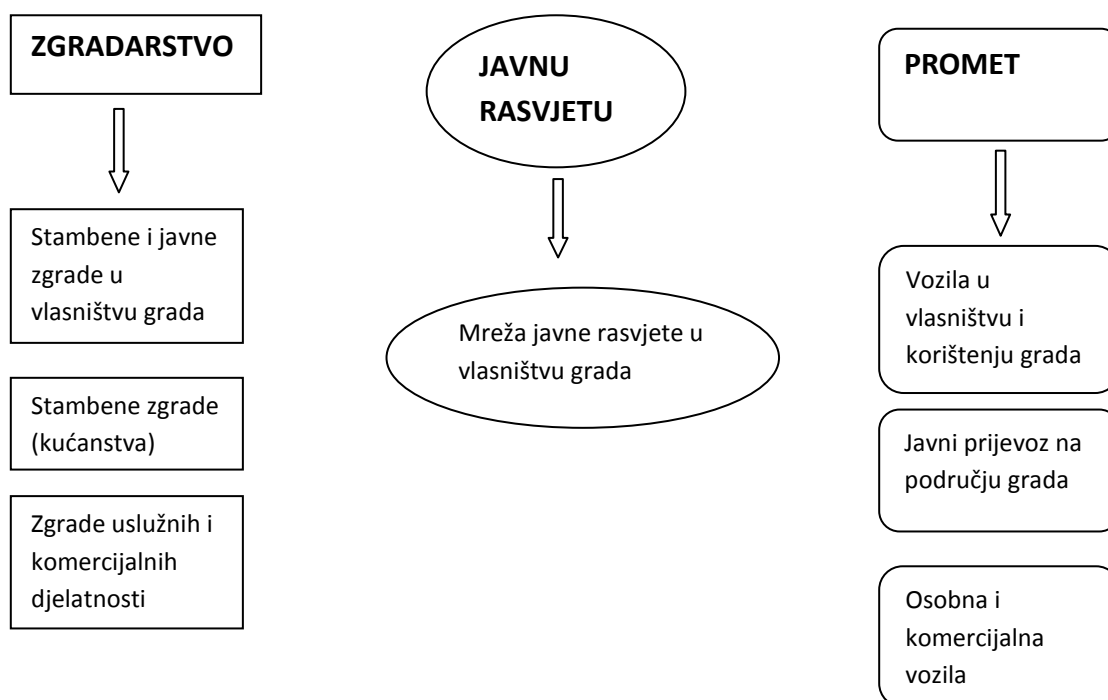 ZGRADARSTVO
Stambene i javne
zgrade u
vlasništvu grada
Stambene zgrade
(kućanstva)
Zgrade uslužnih i
komercijalnih
djelatnosti
JAVNU
RASVJETU
Mreža javne rasvjete u
vlasništvu grada
PROMET
Vozila u
vlasništvu i
korištenju grada
Javni prijevoz na
području grada
Osobna i
komercijalna
vozila